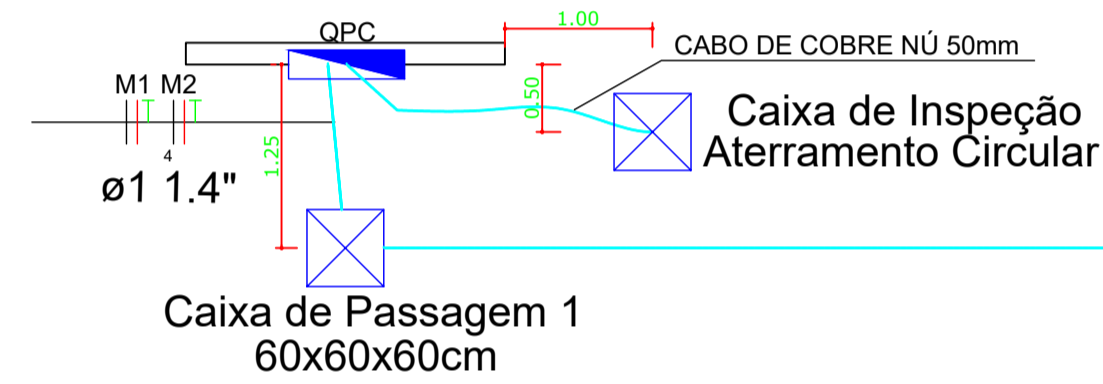 1.00
QPC
CABO DE COBRE NÚ 50mm
M1 M2
0.50
Caixa de Inspeção
Aterramento Circular
4
1.25
ø1 1.4"
Caixa de Passagem 1
60x60x60cm